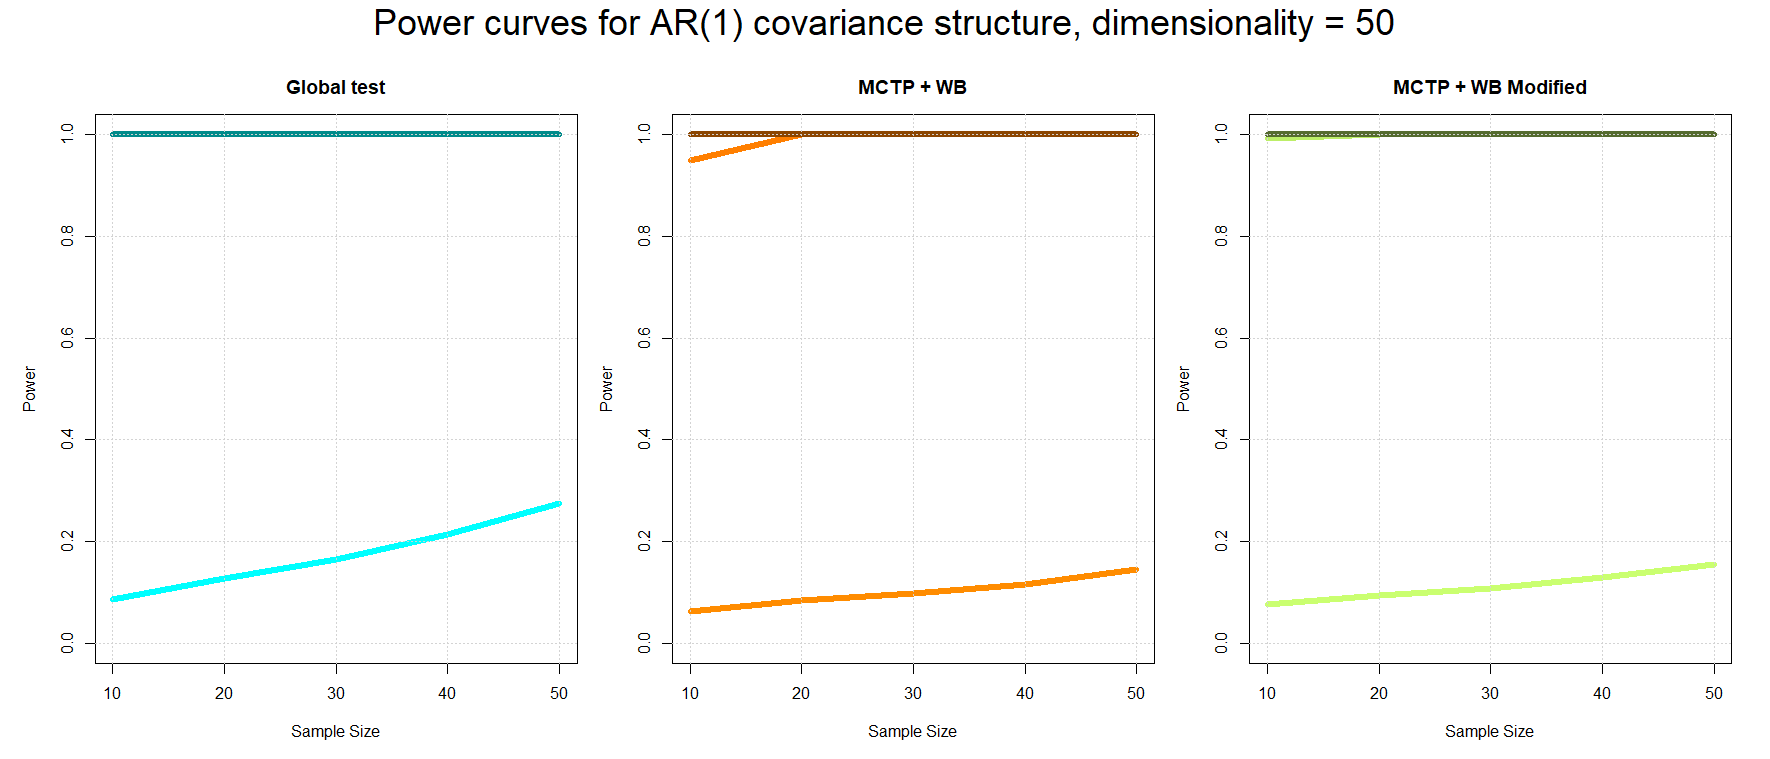 Power curves for AR(1) covariance structure, dimensionality = 50
Global test
MCTP + WB
MCTP + WB Modified
Power
0.0 0.2 0.4 0.6 0.8 1.0
10 20 30 40 50
Sample Size
Power
0.0 0.2 0.4 0.6 0.8 1.0
10 20 30 40 50
Sample Size
Power
0.0 0.2 0.4 0.6 0.8 1.0
10 20 30 40 50
Sample Size